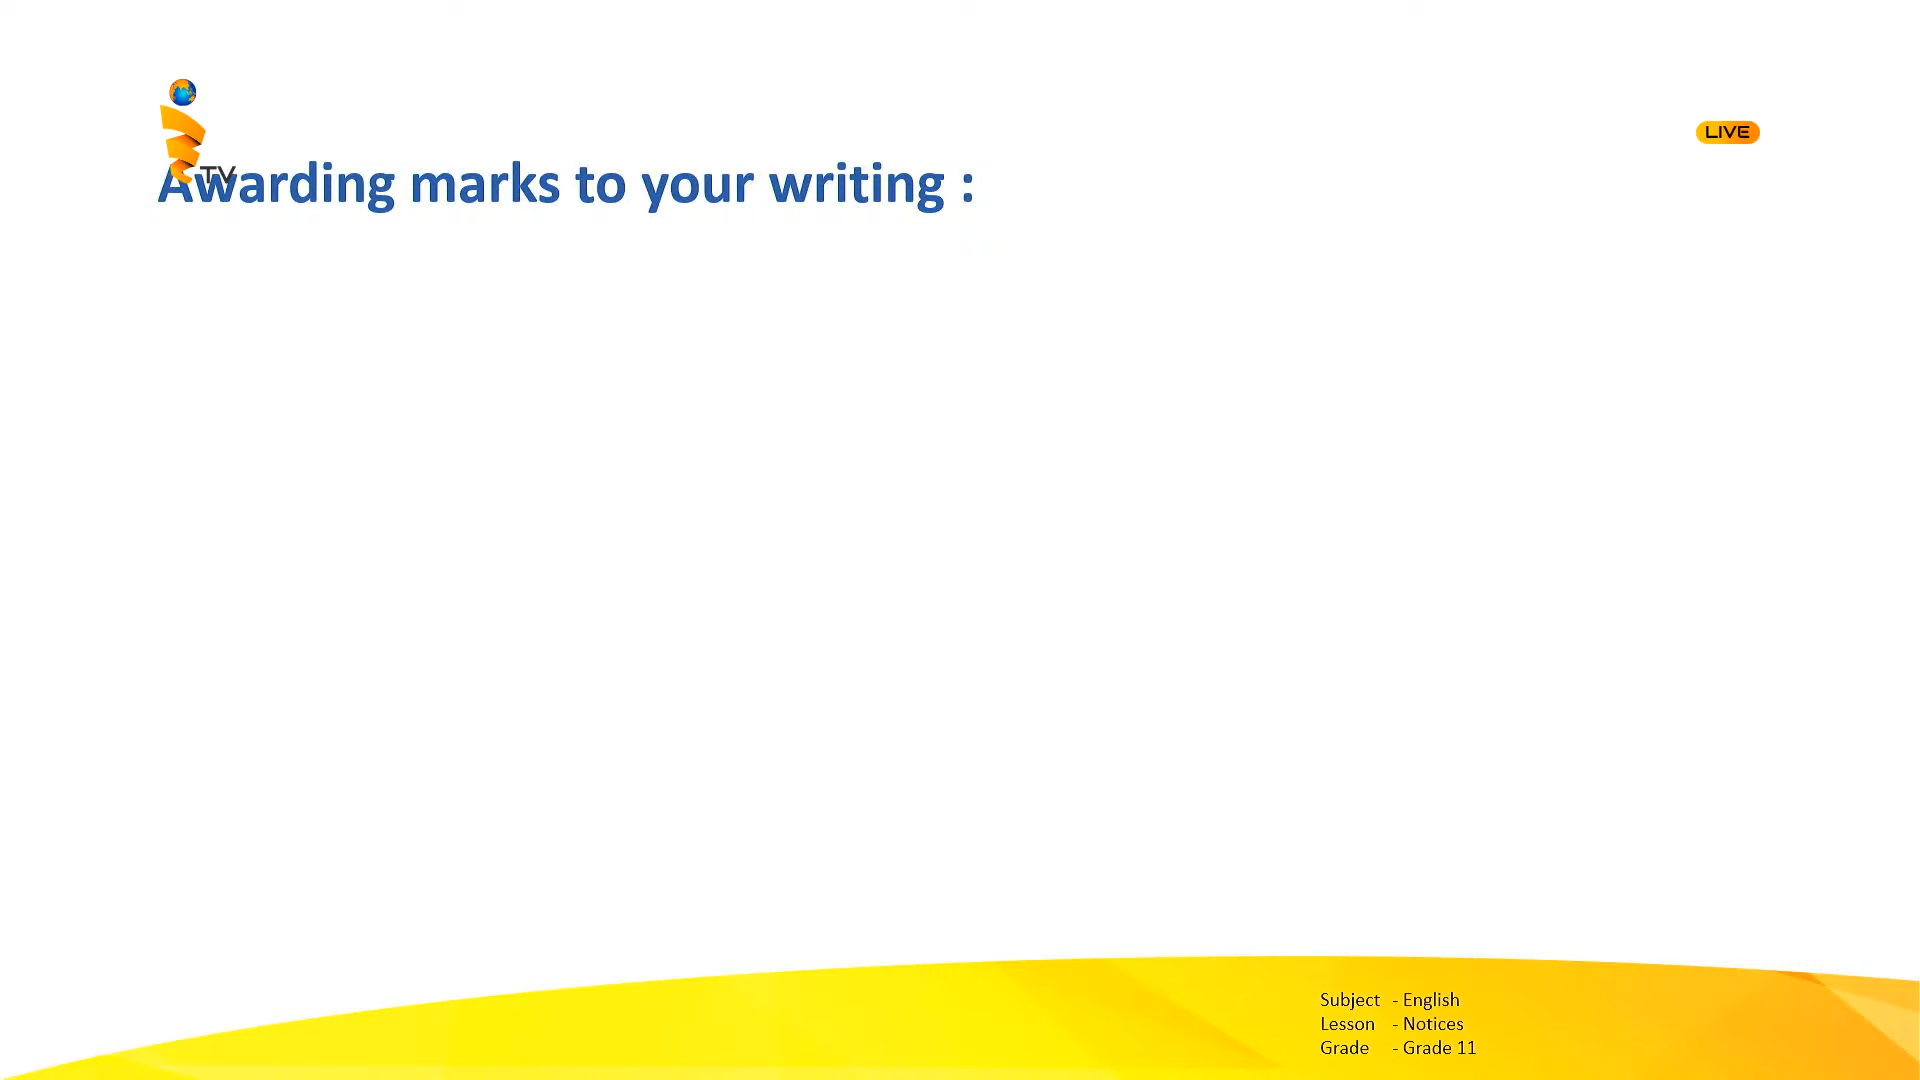 TV
LIVE
Awarding marks to your writing :
Subject - English
Lesson - Notices
Grade - Grade 11